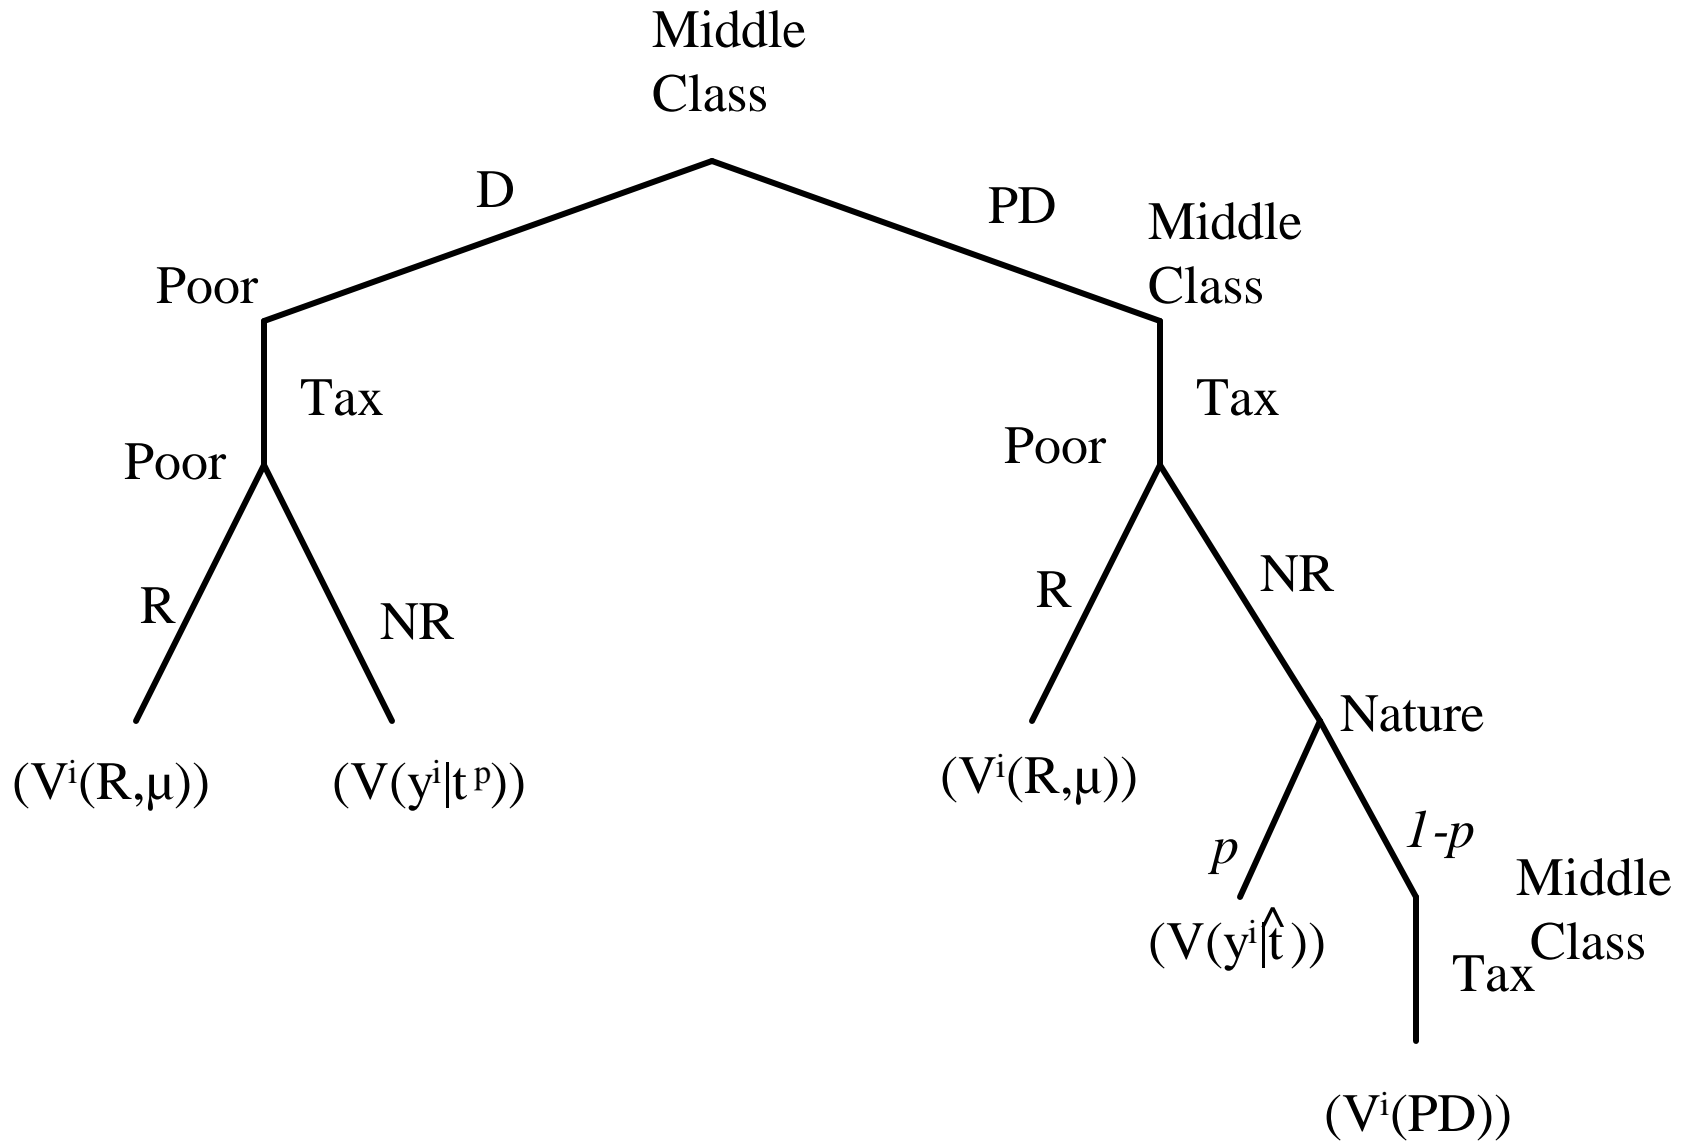 Middle
Class
D
PD
Middle
Class
Poor
Tax
Tax
Poor
Poor
R
NR
R
NR
Nature
(Vⁱ(R,μ))
(V(yⁱ|t ᵖ))
(Vⁱ(R,μ))
p
1-p
Middle
Class
(V(yⁱ|t̂ ))
Tax
(Vⁱ(PD))